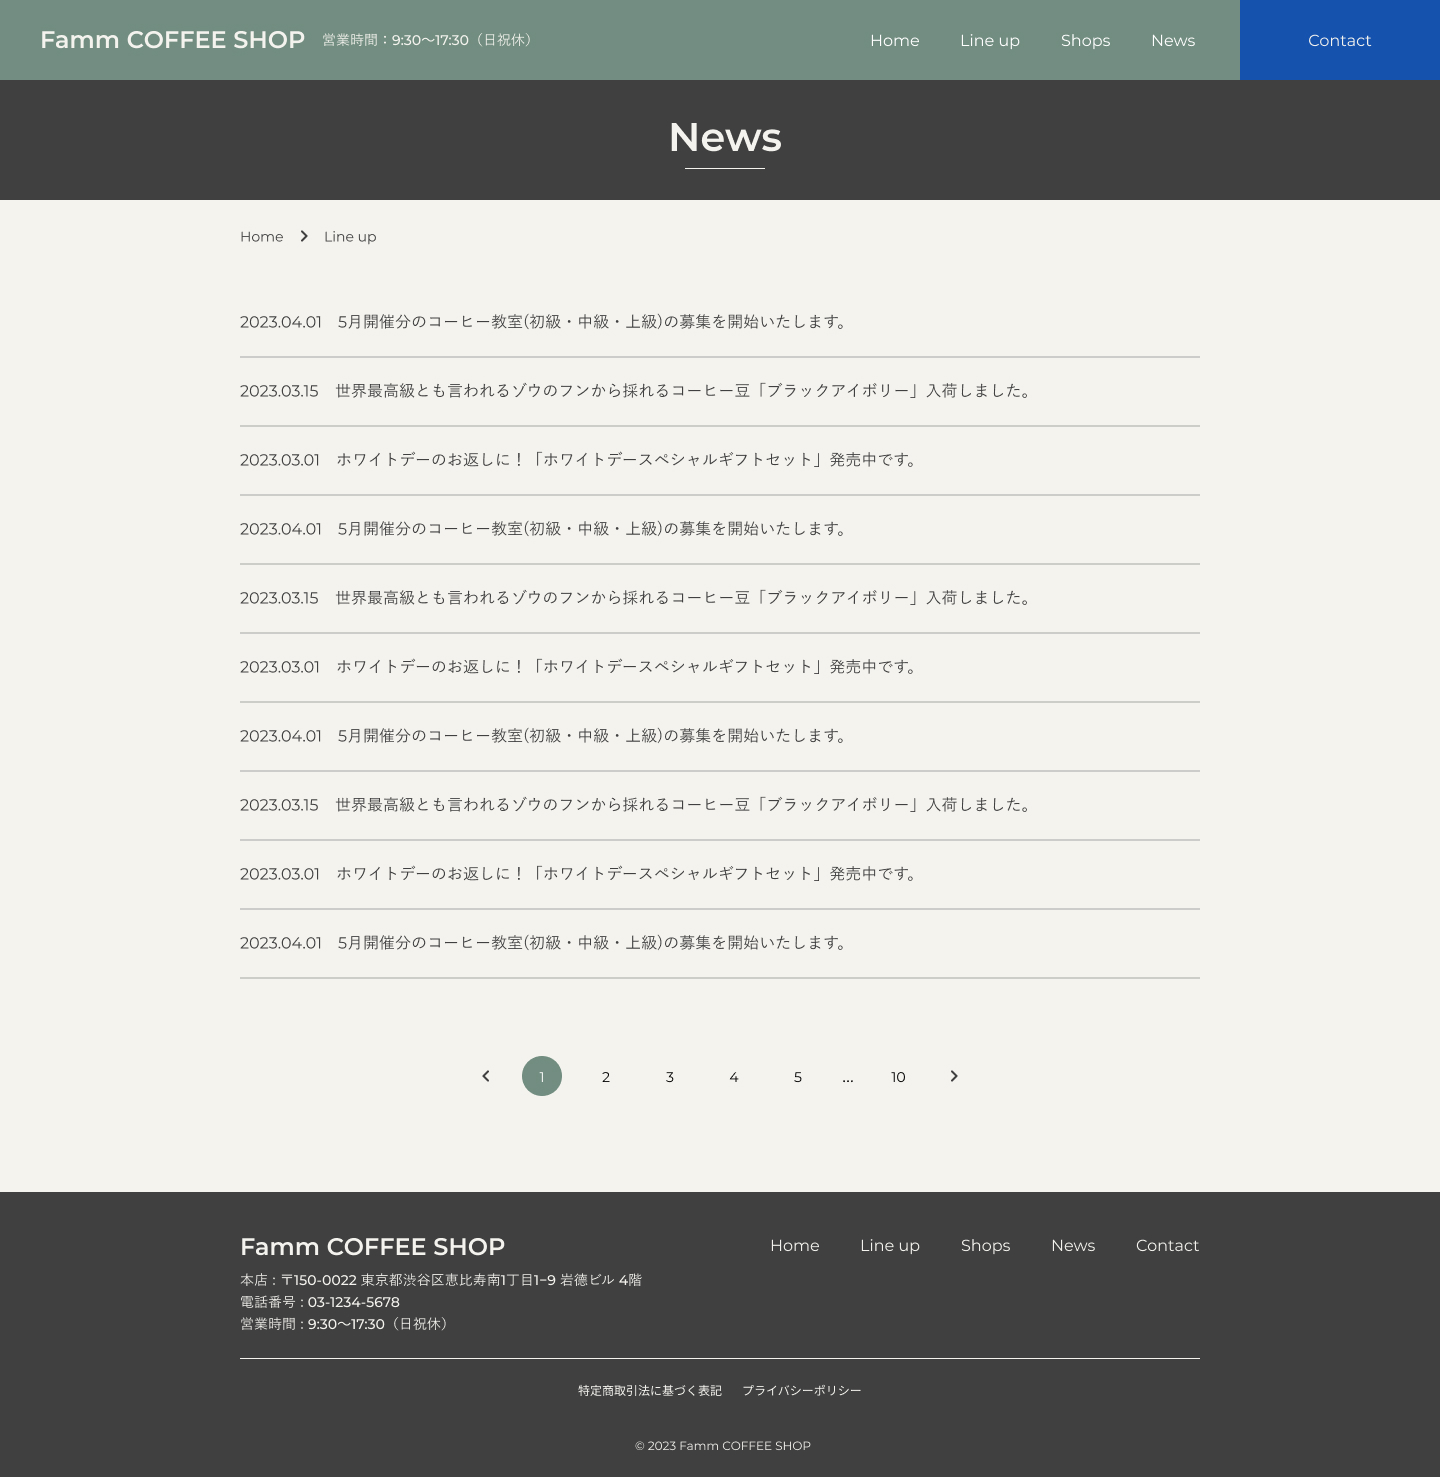 Famm COFFEE SHOP 営業時間：9:30〜17:30（日祝休）
Home Line up Shops News Contact
News
Home Line up
2023.04.01 5月開催分のコーヒー教室(初級・中級・上級)の募集を開始いたします。
2023.03.15 世界最高級とも言われるゾウのフンから採れるコーヒー豆「ブラックアイボリー」入荷しました。
2023.03.01 ホワイトデーのお返しに！「ホワイトデースペシャルギフトセット」発売中です。
2023.04.01 5月開催分のコーヒー教室(初級・中級・上級)の募集を開始いたします。
2023.03.15 世界最高級とも言われるゾウのフンから採れるコーヒー豆「ブラックアイボリー」入荷しました。
2023.03.01 ホワイトデーのお返しに！「ホワイトデースペシャルギフトセット」発売中です。
2023.04.01 5月開催分のコーヒー教室(初級・中級・上級)の募集を開始いたします。
2023.03.15 世界最高級とも言われるゾウのフンから採れるコーヒー豆「ブラックアイボリー」入荷しました。
2023.03.01 ホワイトデーのお返しに！「ホワイトデースペシャルギフトセット」発売中です。
2023.04.01 5月開催分のコーヒー教室(初級・中級・上級)の募集を開始いたします。
1 2 3 4 5 ... 10
Famm COFFEE SHOP
Home Line up Shops News Contact
本店 : 〒150-0022 東京都渋谷区恵比寿南1丁目1−9 岩徳ビル 4階
電話番号 : 03-1234-5678
営業時間 : 9:30〜17:30（日祝休）
特定商取引法に基づく表記 プライバシーポリシー
© 2023 Famm COFFEE SHOP